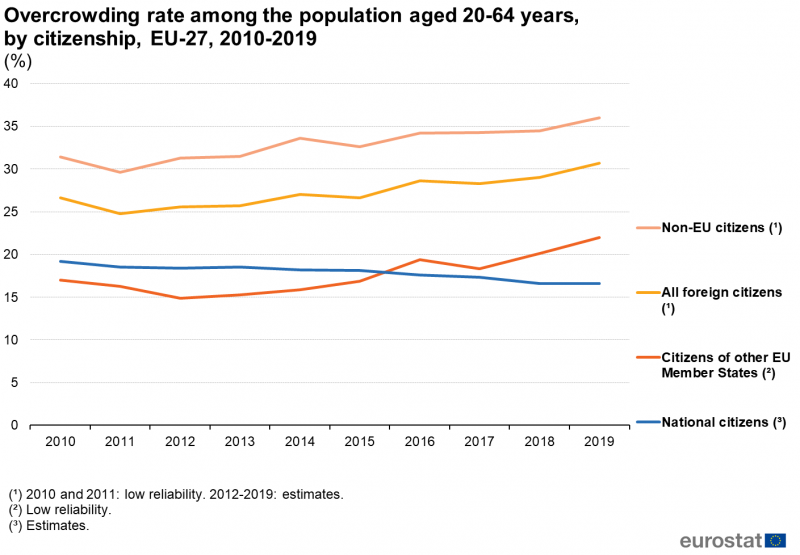 Overcrowding rate among the population aged 20-64 years,
by citizenship, EU-27, 2010-2019
(%)
40
35
30
25
20
15
10
5
0
2010 2011 2012 2013 2014 2015 2016 2017 2018 2019
Non-EU citizens (¹)
All foreign citizens
(¹)
Citizens of other EU
Member States (²)
National citizens (³)
(¹) 2010 and 2011: low reliability. 2012-2019: estimates.
(²) Low reliability.
(³) Estimates.
eurostat